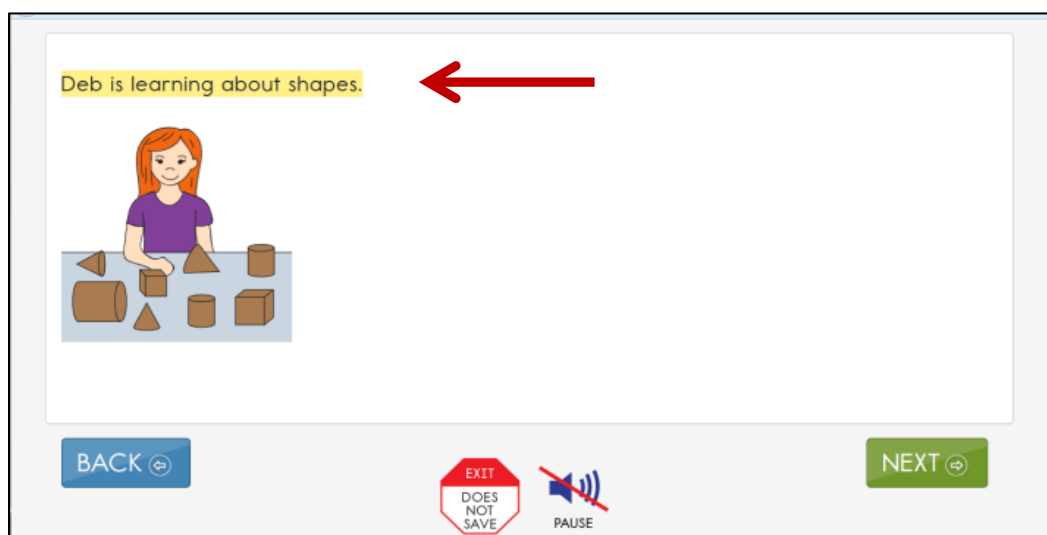 Deb is learning about shapes.
BACK
NEXT
EXIT
DOES
NOT
SAVE
PAUSE